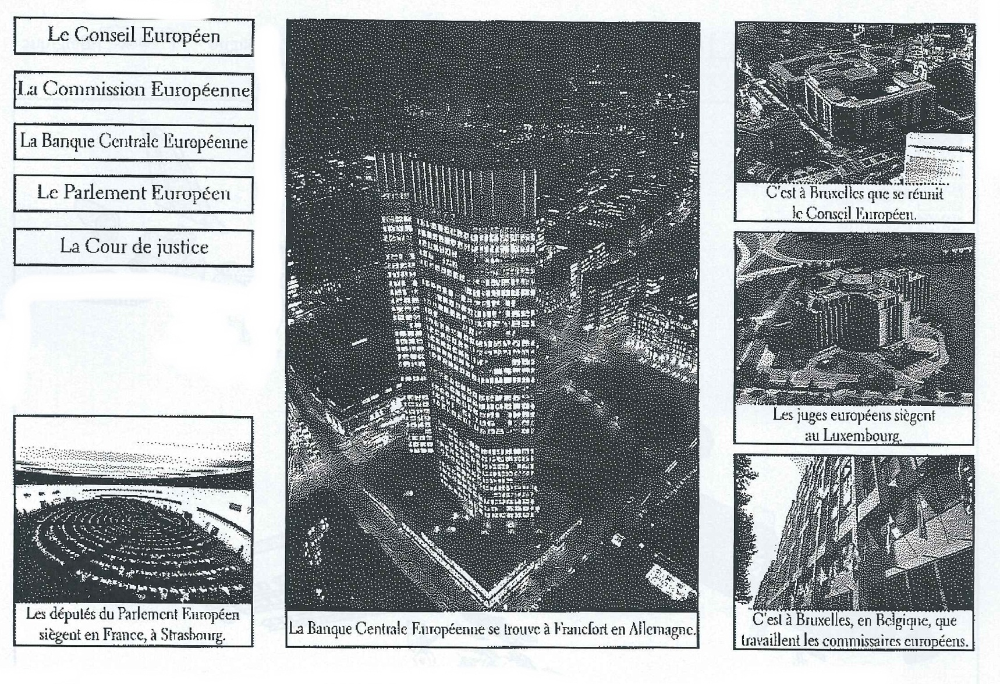 Le Conseil Européen
La Commission Européenne
La Banque Centrale Européenne
Le Parlement Européen
La Cour de justice
Les députés du Parlement Européen
siègent en France, à Strasbourg.
La Banque Centrale Européenne se trouve à Francfort en Allemagne.
C'est à Bruxelles que se réunit
le Conseil Européen.
Les juges européens siègent
au Luxembourg.
C'est à Bruxelles, en Belgique, que
travaillent les commissaires européens.